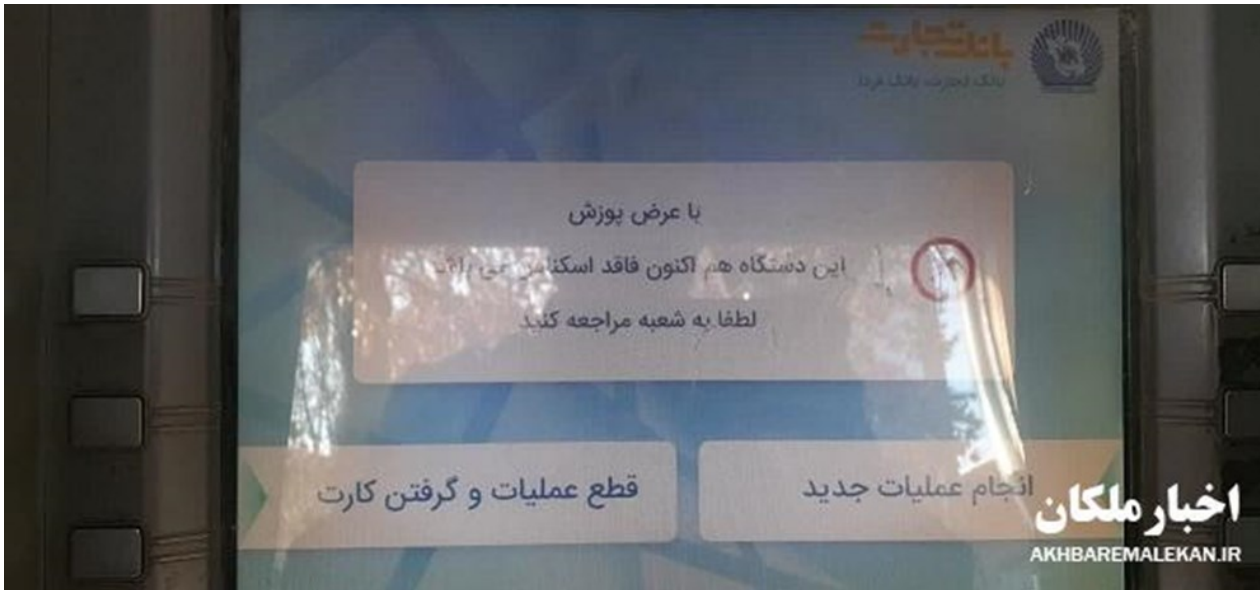 بانک تجارت
بانک تجارت، بانک فردا
با عرض پوزش
این دستگاه هم اکنون فاقد اسکناس می باشد
لطفا به شعبه مراجعه کنید
انجام عملیات جدید
قطع عملیات و گرفتن کارت
اخبار ملکان
AKHBAREMALEKAN.IR